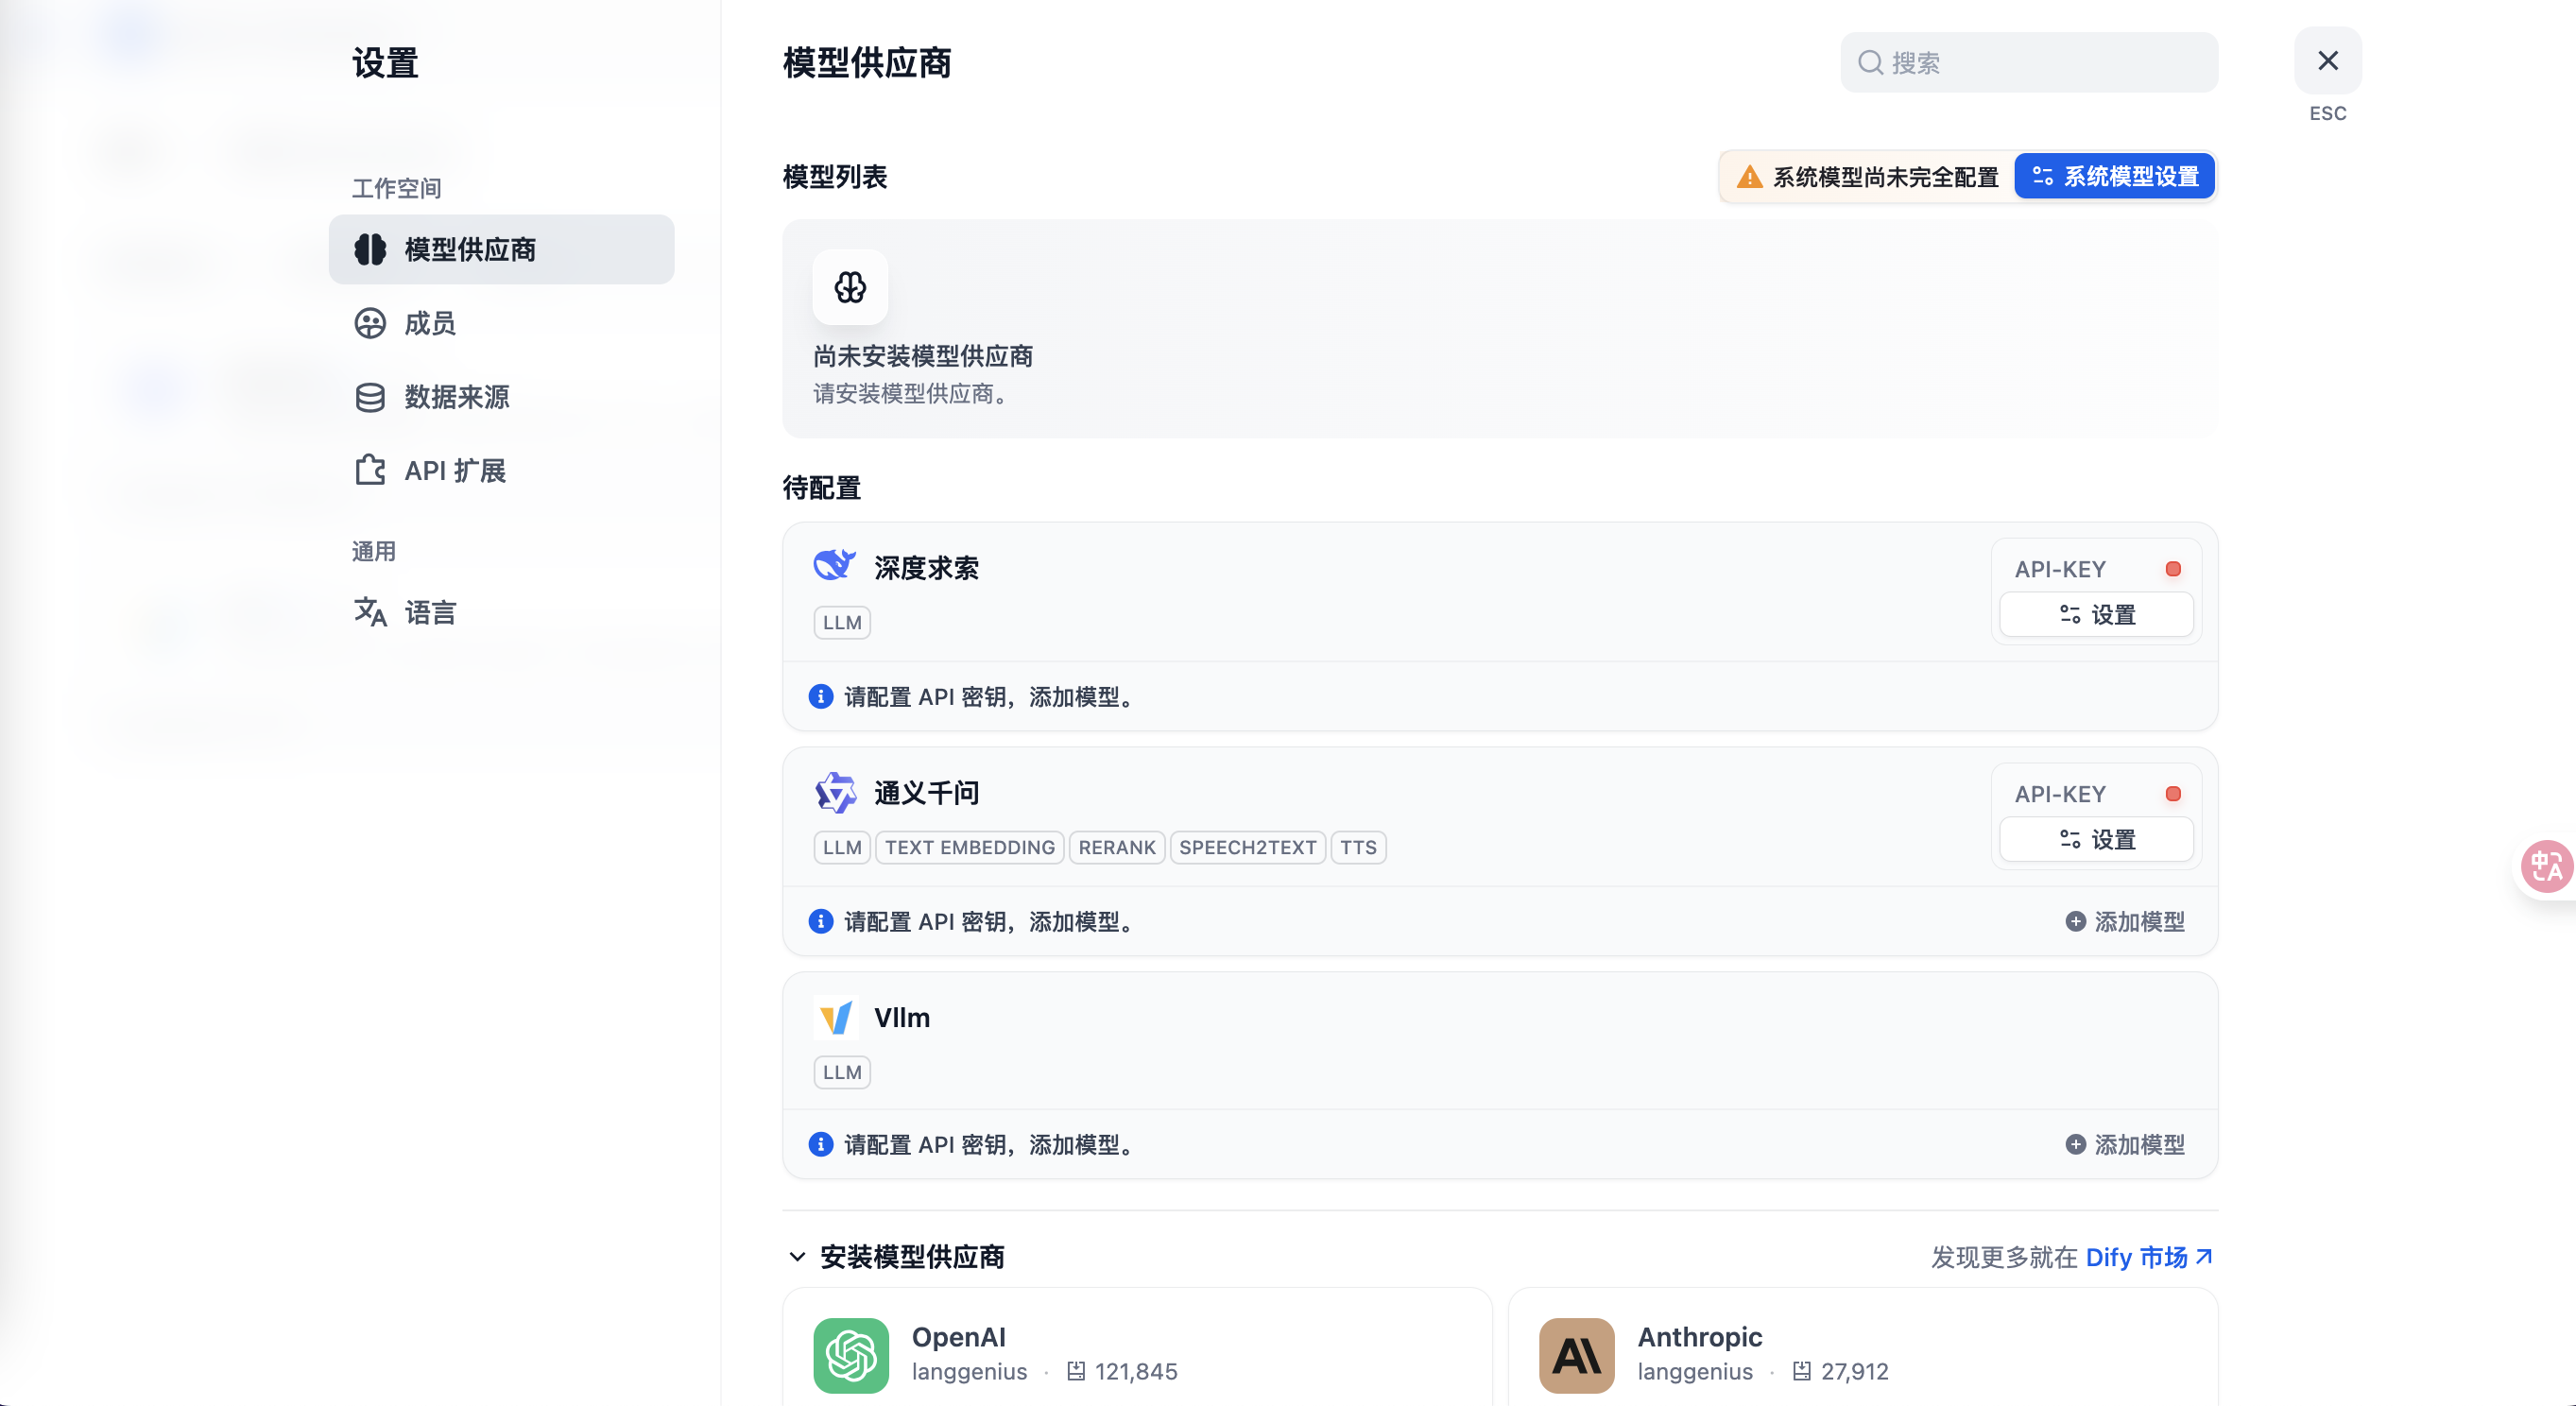 设置
工作空间
模型供应商
成员
数据来源
API 扩展
通用
语言
模型供应商
搜索
ESC
模型列表
系统模型尚未完全配置
系统模型设置
尚未安装模型供应商
请安装模型供应商。
待配置
深度求索
LLM
API-KEY
设置
请配置 API 密钥，添加模型。
通义千问
LLM TEXT EMBEDDING RERANK SPEECH2TEXT TTS
API-KEY
设置
请配置 API 密钥，添加模型。
添加模型
Vllm
LLM
请配置 API 密钥，添加模型。
添加模型
安装模型供应商
发现更多就在 Dify 市场
OpenAI
langgenius · 121,845
Anthropic
langgenius · 27,912
中A